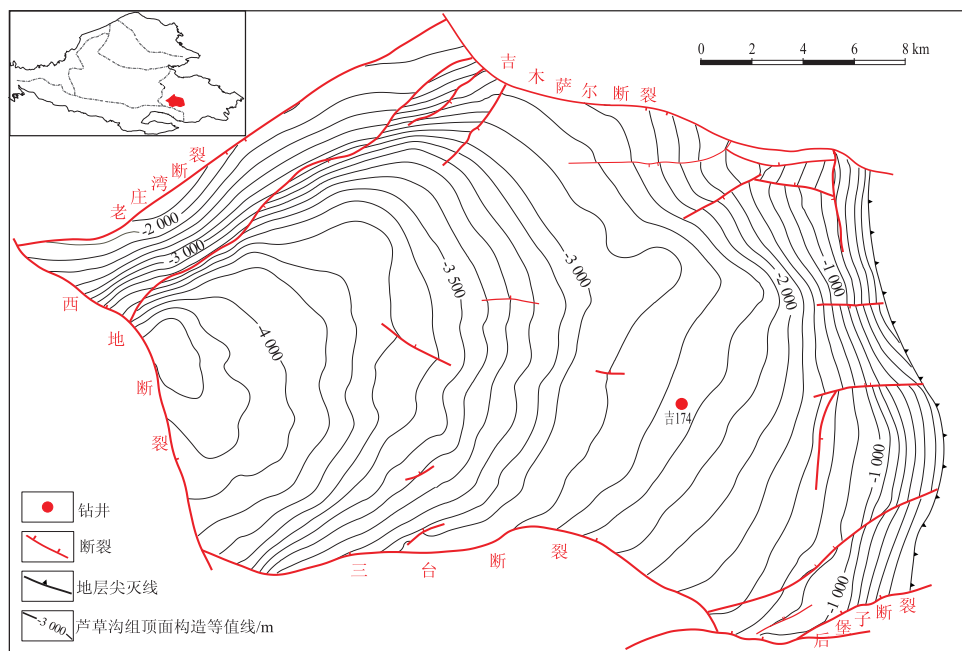 0 2 4 6 8 km
吉木萨尔断裂
老庄湾断裂
-2 000
-3 000
西地断裂
-4 000
-3 500
-3 000
-2 000
-1 000
吉174
-1 000
-1 000
三台断裂
后堡子断裂
钻井
断裂
地层尖灭线
-3 000
芦草沟组顶面构造等值线/m